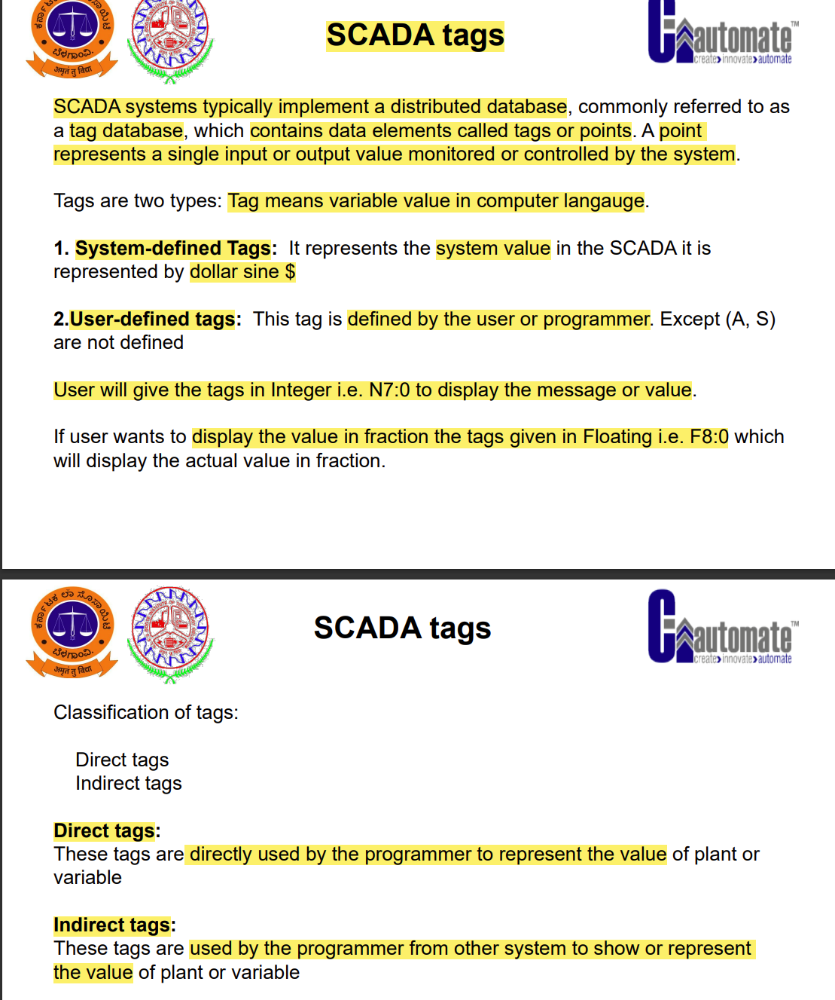 SCADA tags
ಬೆಳಗಾಂವಿ.
अमृतं तु विद्या
automate™
create›innovate›automate
SCADA systems typically implement a distributed database, commonly referred to as
a tag database, which contains data elements called tags or points. A point
represents a single input or output value monitored or controlled by the system.
Tags are two types: Tag means variable value in computer langauge.
1. System-defined Tags:  It represents the system value in the SCADA it is
represented by dollar sine $
2.User-defined tags:  This tag is defined by the user or programmer. Except (A, S)
are not defined
User will give the tags in Integer i.e. N7:0 to display the message or value.
If user wants to display the value in fraction the tags given in Floating i.e. F8:0 which
will display the actual value in fraction.
ಕರ್ನಾಟಕ ಲಾ ಸೊಸಾಯಿಟಿ
ಬೆಳಗಾಂವಿ.
अमृतं तु विद्या
SCADA tags
automate™
create›innovate›automate
Classification of tags:
Direct tags
Indirect tags
Direct tags:
These tags are directly used by the programmer to represent the value of plant or
variable
Indirect tags:
These tags are used by the programmer from other system to show or represent
the value of plant or variable